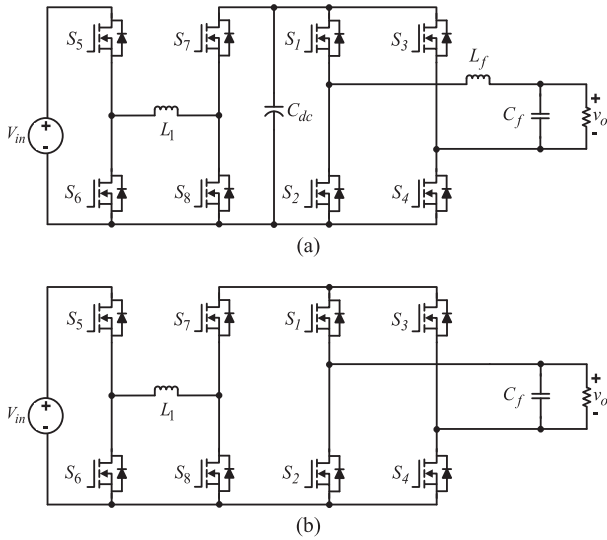 S5 S7 S1 S3
Lf
Vin + - L1 Cdc Cf + vo -
S6 S8 S2 S4
(a)
S5 S7 S1 S3
Vin + - L1 Cf + vo -
S6 S8 S2 S4
(b)